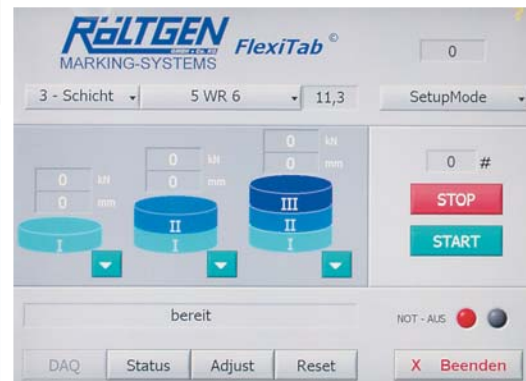 RöLTGEN
GMBH + Co. KG
MARKING-SYSTEMS
FlexiTab ©
0
3 - Schicht
5 WR 6
11,3
SetupMode
0 kN
0 mm
I
0 kN
0 mm
II
I
0 kN
0 mm
III
II
I
0 #
STOP
START
bereit
NOT - AUS
DAQ
Status
Adjust
Reset
X Beenden